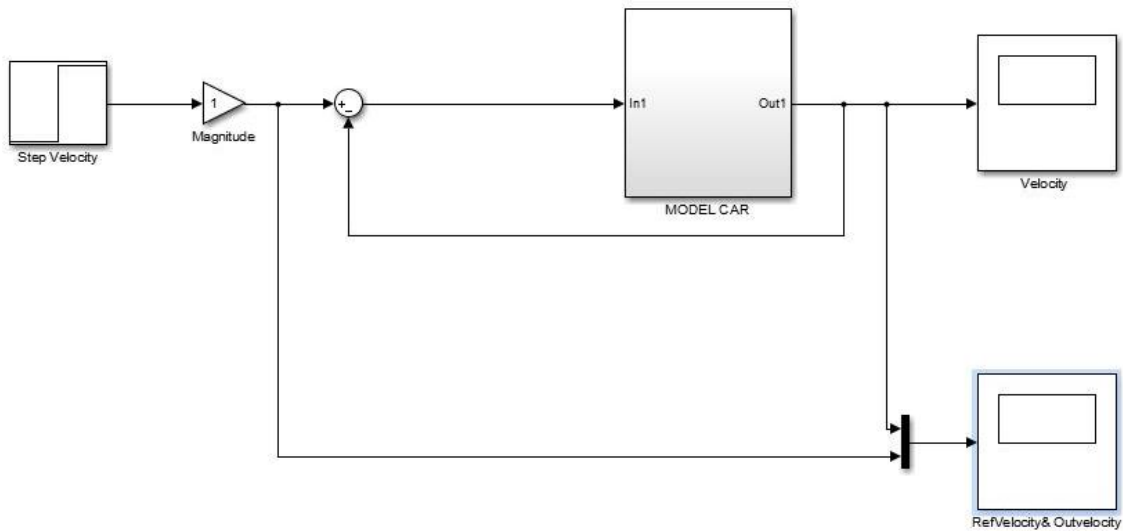 Step Velocity
1
Magnitude
+
-
In1
Out1
MODEL CAR
Velocity
RefVelocity& Outvelocity